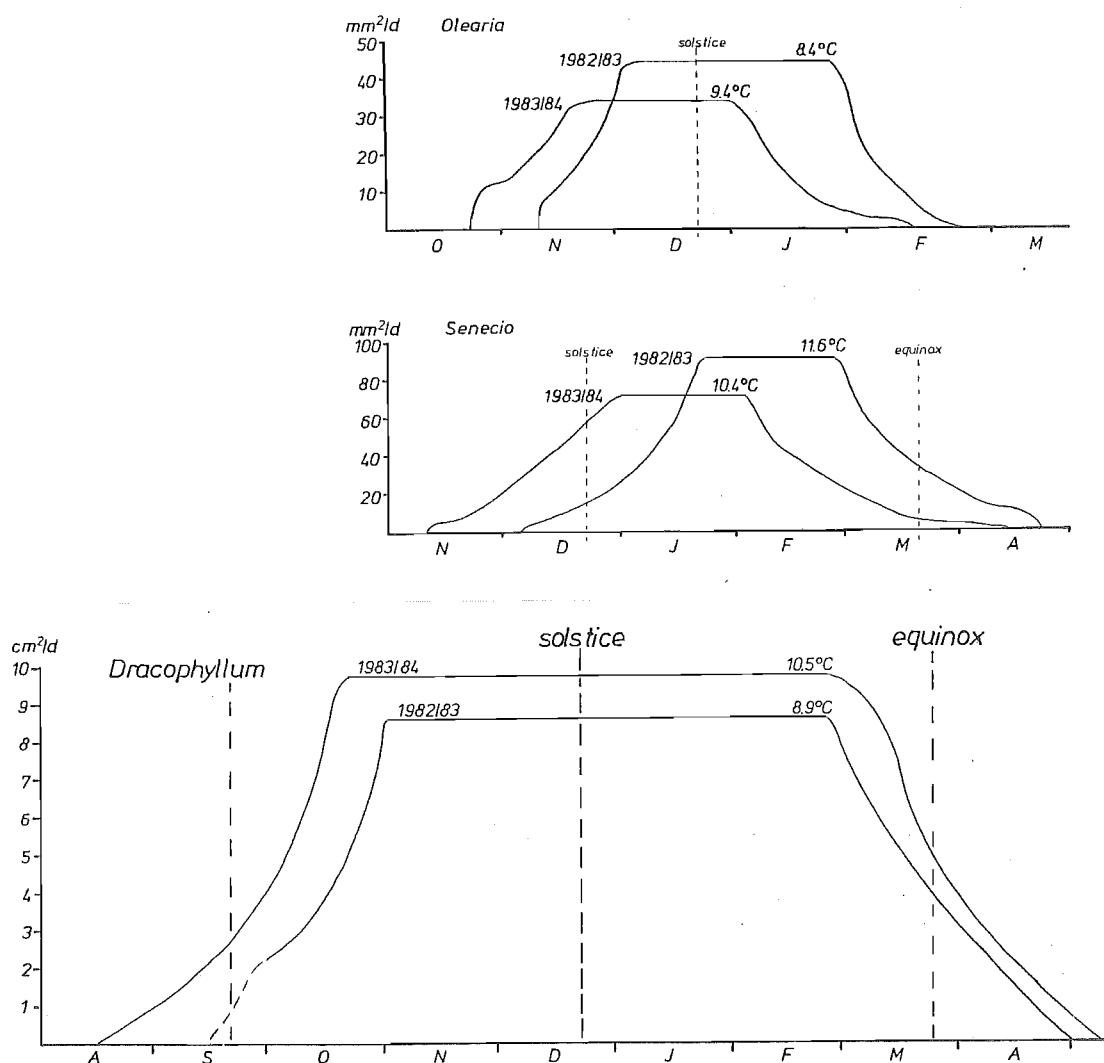 mm²/d Olearia
solstice
50
1982/83 8.4°C
40
1983/84 9.4°C
30
20
10
O N D J F M
mm²/d Senecio
solstice 1982/83 11.6°C equinox
100
80
1983/84 10.4°C
60
40
20
N D J F M A
cm²/d Dracophyllum solstice equinox
10
1983/84 10.5°C
9
1982/83 8.9°C
8
7
6
5
4
3
2
1
A S O N D J F M A